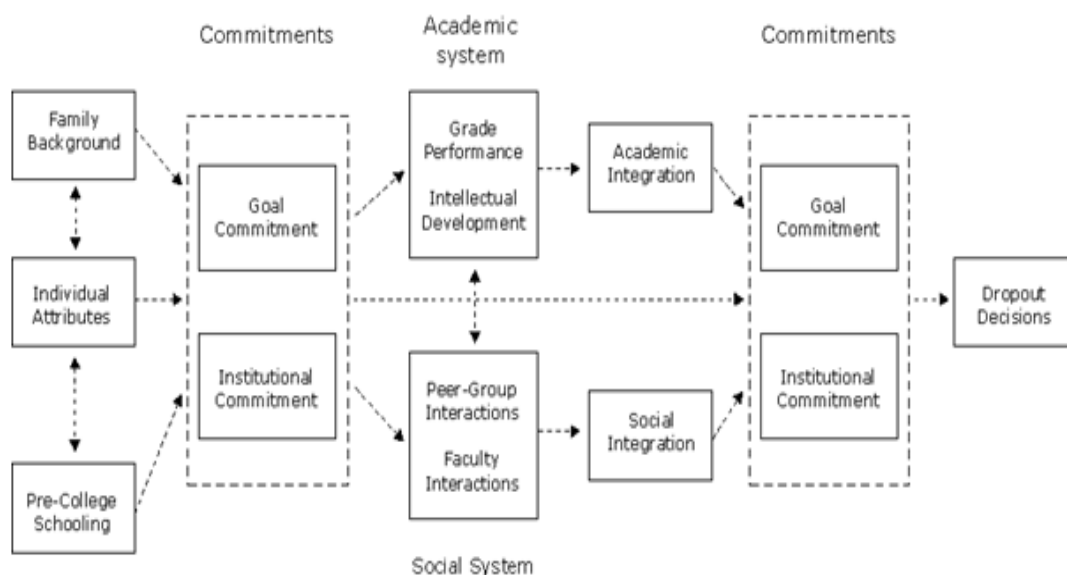 Commitments
Academic
system
Commitments
Family
Background
Individual
Attributes
Pre-College
Schooling
Goal
Commitment
Institutional
Commitment
Grade
Performance
Intellectual
Development
Peer-Group
Interactions
Faculty
Interactions
Social System
Academic
Integration
Social
Integration
Goal
Commitment
Institutional
Commitment
Dropout
Decisions